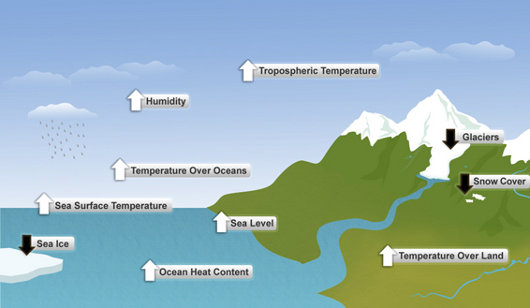 Tropospheric Temperature
Humidity
Glaciers
Temperature Over Oceans
Snow Cover
Sea Surface Temperature
Sea Level
Sea Ice
Temperature Over Land
Ocean Heat Content